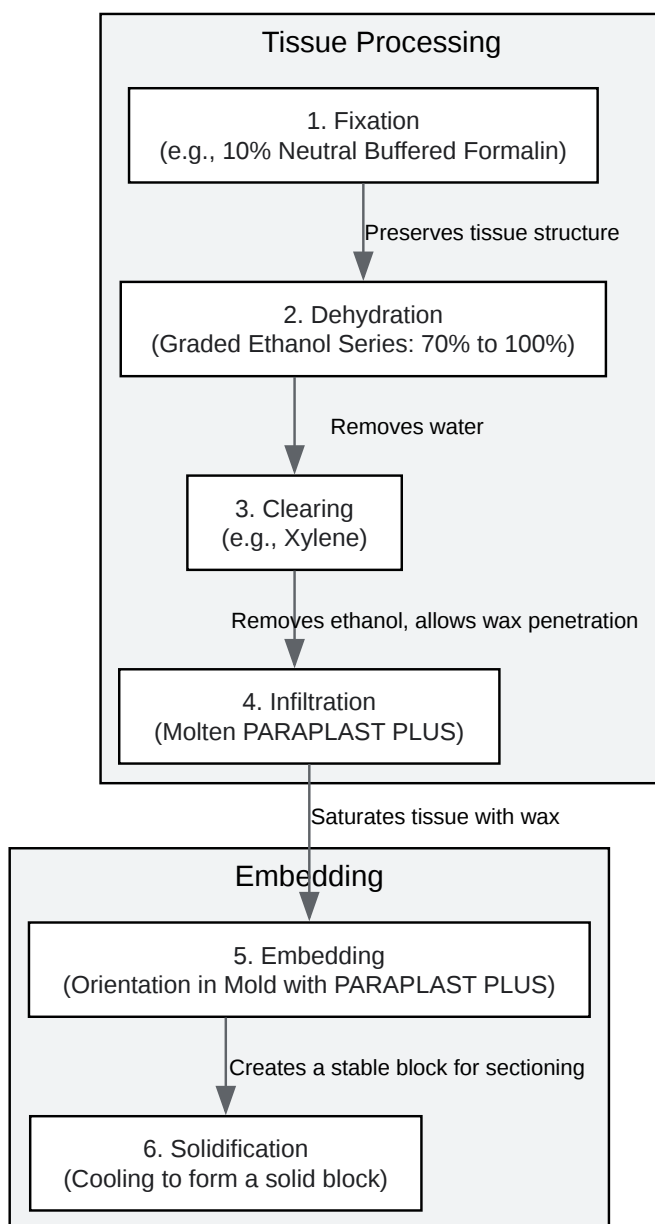 Tissue Processing
1. Fixation
(e.g., 10% Neutral Buffered Formalin)
Preserves tissue structure
2. Dehydration
(Graded Ethanol Series: 70% to 100%)
Removes water
3. Clearing
(e.g., Xylene)
Removes ethanol, allows wax penetration
4. Infiltration
(Molten PARAPLAST PLUS)
Saturates tissue with wax
Embedding
5. Embedding
(Orientation in Mold with PARAPLAST PLUS)
Creates a stable block for sectioning
6. Solidification
(Cooling to form a solid block)